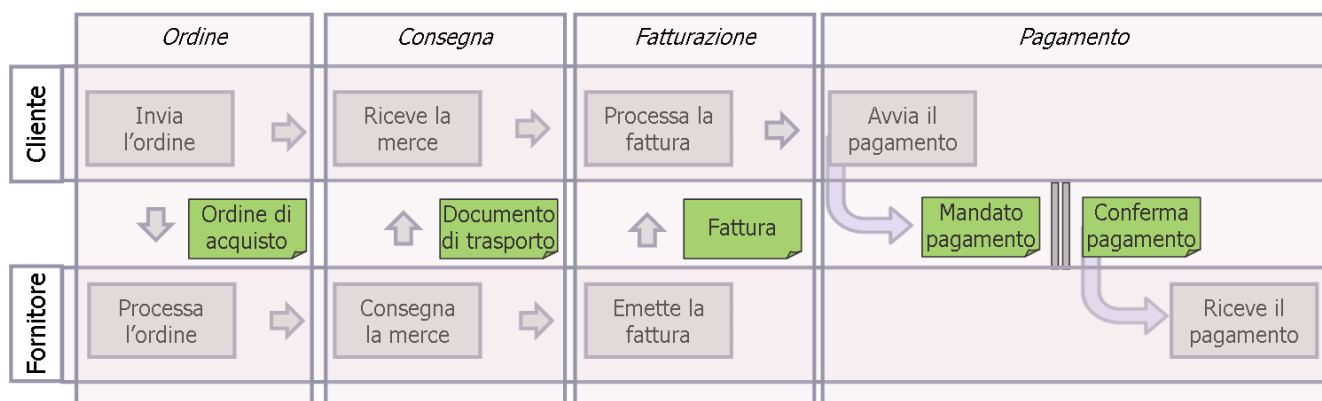 Ordine
Consegna
Fatturazione
Pagamento
Cliente
Invia
l'ordine
Riceve la
merce
Processa la
fattura
Avvia il
pagamento
Ordine di
acquisto
Documento
di trasporto
Fattura
Mandato
pagamento
Conferma
pagamento
Fornitore
Processa
l'ordine
Consegna
la merce
Emette la
fattura
Riceve il
pagamento